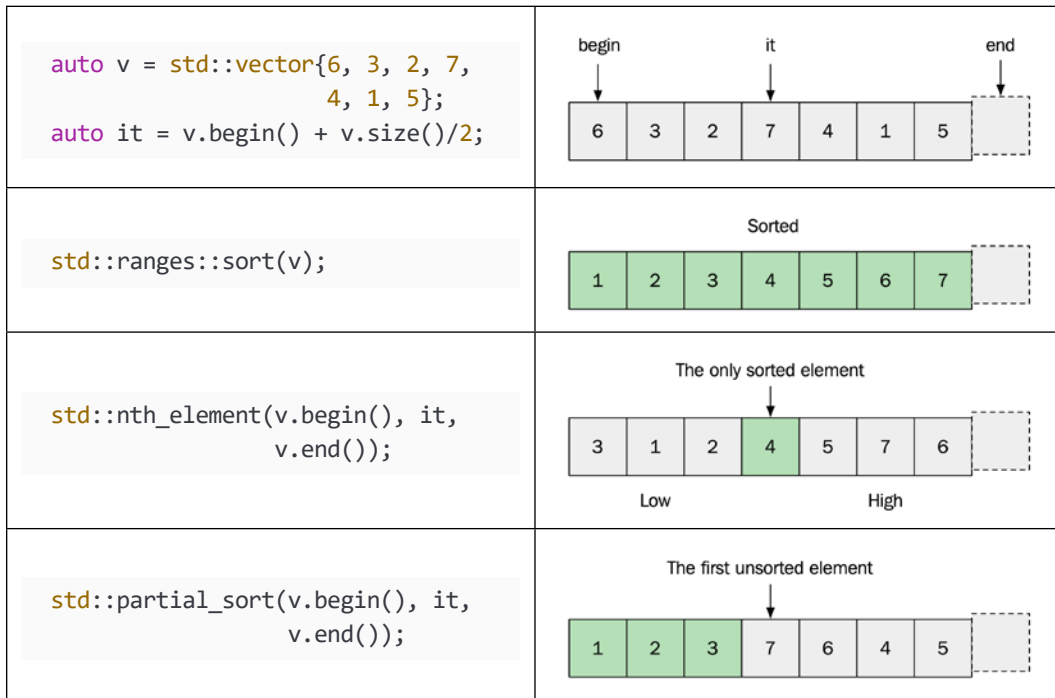 auto v = std::vector{6, 3, 2, 7,
4, 1, 5};
auto it = v.begin() + v.size()/2;
begin it end
6 3 2 7 4 1 5
std::ranges::sort(v);
Sorted
1 2 3 4 5 6 7
std::nth_element(v.begin(), it,
v.end());
The only sorted element
3 1 2 4 5 7 6
Low High
std::partial_sort(v.begin(), it,
v.end());
The first unsorted element
1 2 3 7 6 4 5